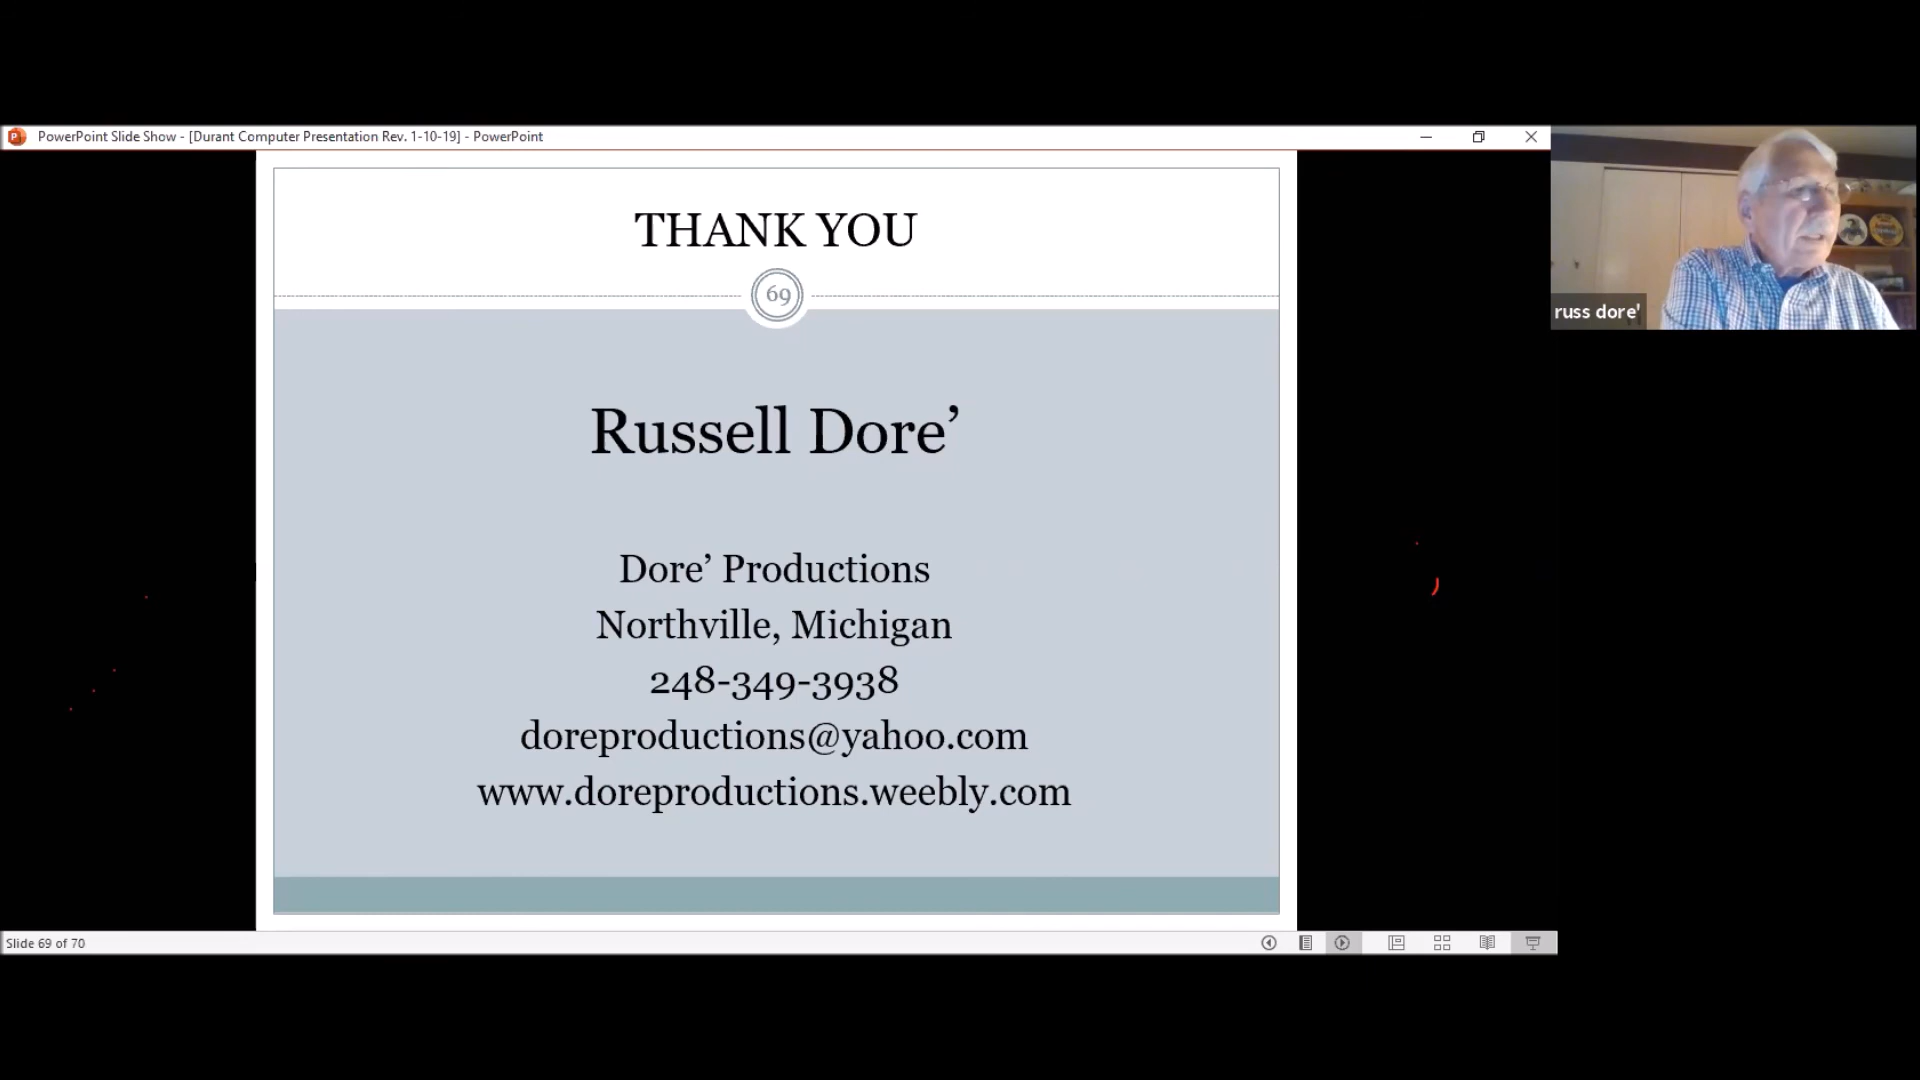 PowerPoint Slide Show - [Durant Computer Presentation Rev. 1-10-19] - PowerPoint
THANK YOU
69
russ dore'
Russell Dore’
Dore’ Productions
Northville, Michigan
248-349-3938
doreproductions@yahoo.com
www.doreproductions.weebly.com
Slide 69 of 70